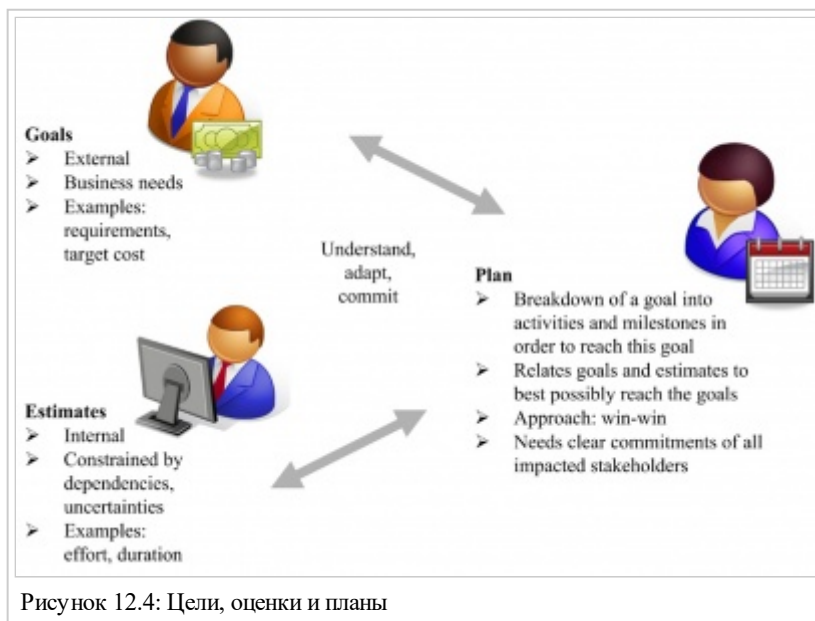 Goals
➢ External
➢ Business needs
➢ Examples:
requirements,
target cost
Understand,
adapt,
commit
Estimates
➢ Internal
➢ Constrained by
dependencies,
uncertainties
➢ Examples:
effort, duration
Plan
➢ Breakdown of a goal into
activities and milestones in
order to reach this goal
➢ Relates goals and estimates to
best possibly reach the goals
➢ Approach: win-win
➢ Needs clear commitments of all
impacted stakeholders
Рисунок 12.4: Цели, оценки и планы